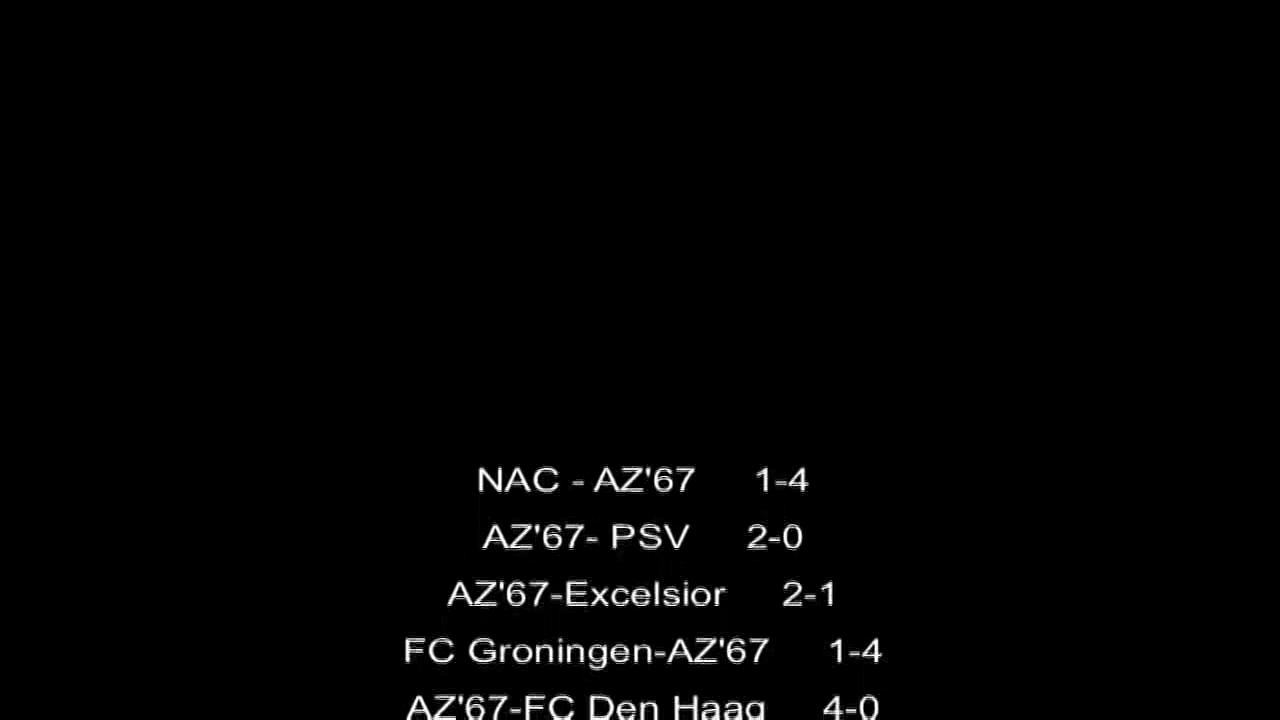 NAC - AZ'67 1-4
AZ'67- PSV 2-0
AZ'67-Excelsior 2-1
FC Groningen-AZ'67 1-4
AZ'67-FC Den Haag 4-0